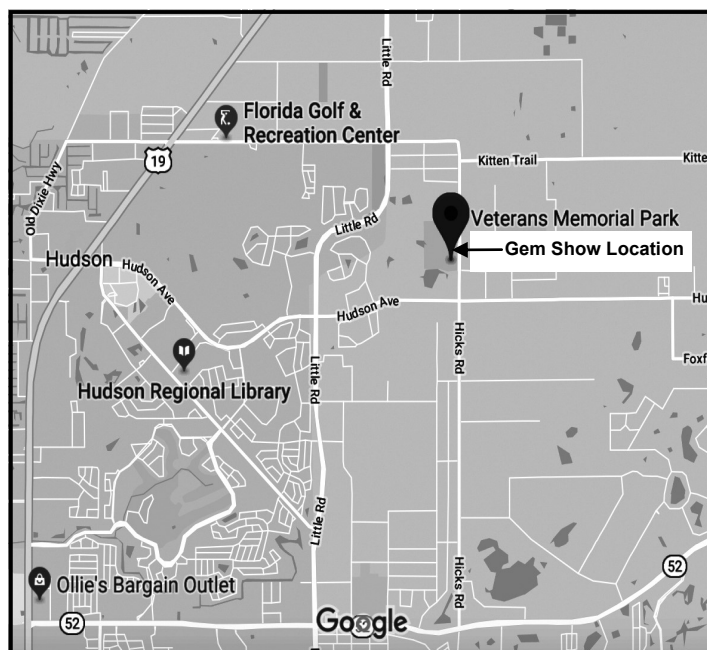 Little Rd
Florida Golf &
Recreation Center
19
Kitten Trail
Kitte
Old Dixie Hwy
Little Rd
Veterans Memorial Park
Gem Show Location
Hudson
Hudson Ave
Hudson Ave
Hu
Hicks Rd
Foxf
Hudson Regional Library
Little Rd
Little Rd
Hicks Rd
52
Ollie's Bargain Outlet
52
Google
52